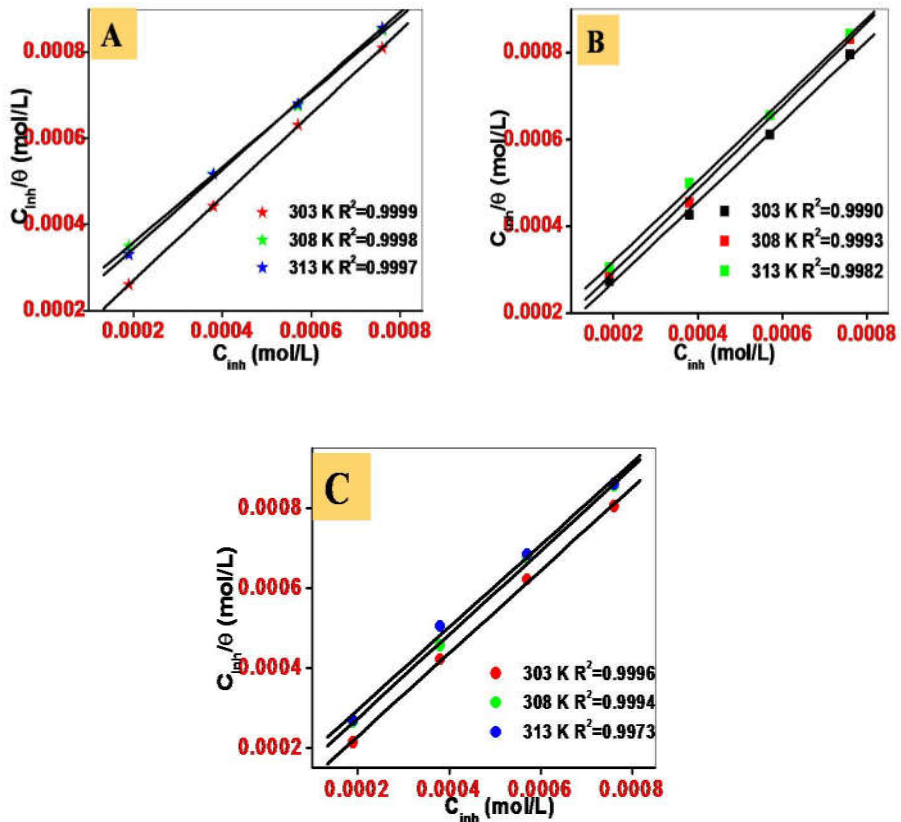 A
0.0008
0.0006
0.0004
0.0002
C_inh/θ (mol/L)
303 K R²=0.9999
308 K R²=0.9998
313 K R²=0.9997
0.0002 0.0004 0.0006 0.0008
C_inh (mol/L)
B
0.0008
0.0006
0.0004
0.0002
/θ (mol/L)
303 K R²=0.9990
308 K R²=0.9993
313 K R²=0.9982
0.0002 0.0004 0.0006 0.0008
C_inh (mol/L)
C
0.0008
0.0006
0.0004
0.0002
C_inh/θ (mol/L)
303 K R²=0.9996
308 K R²=0.9994
313 K R²=0.9973
0.0002 0.0004 0.0006 0.0008
C_inh (mol/L)